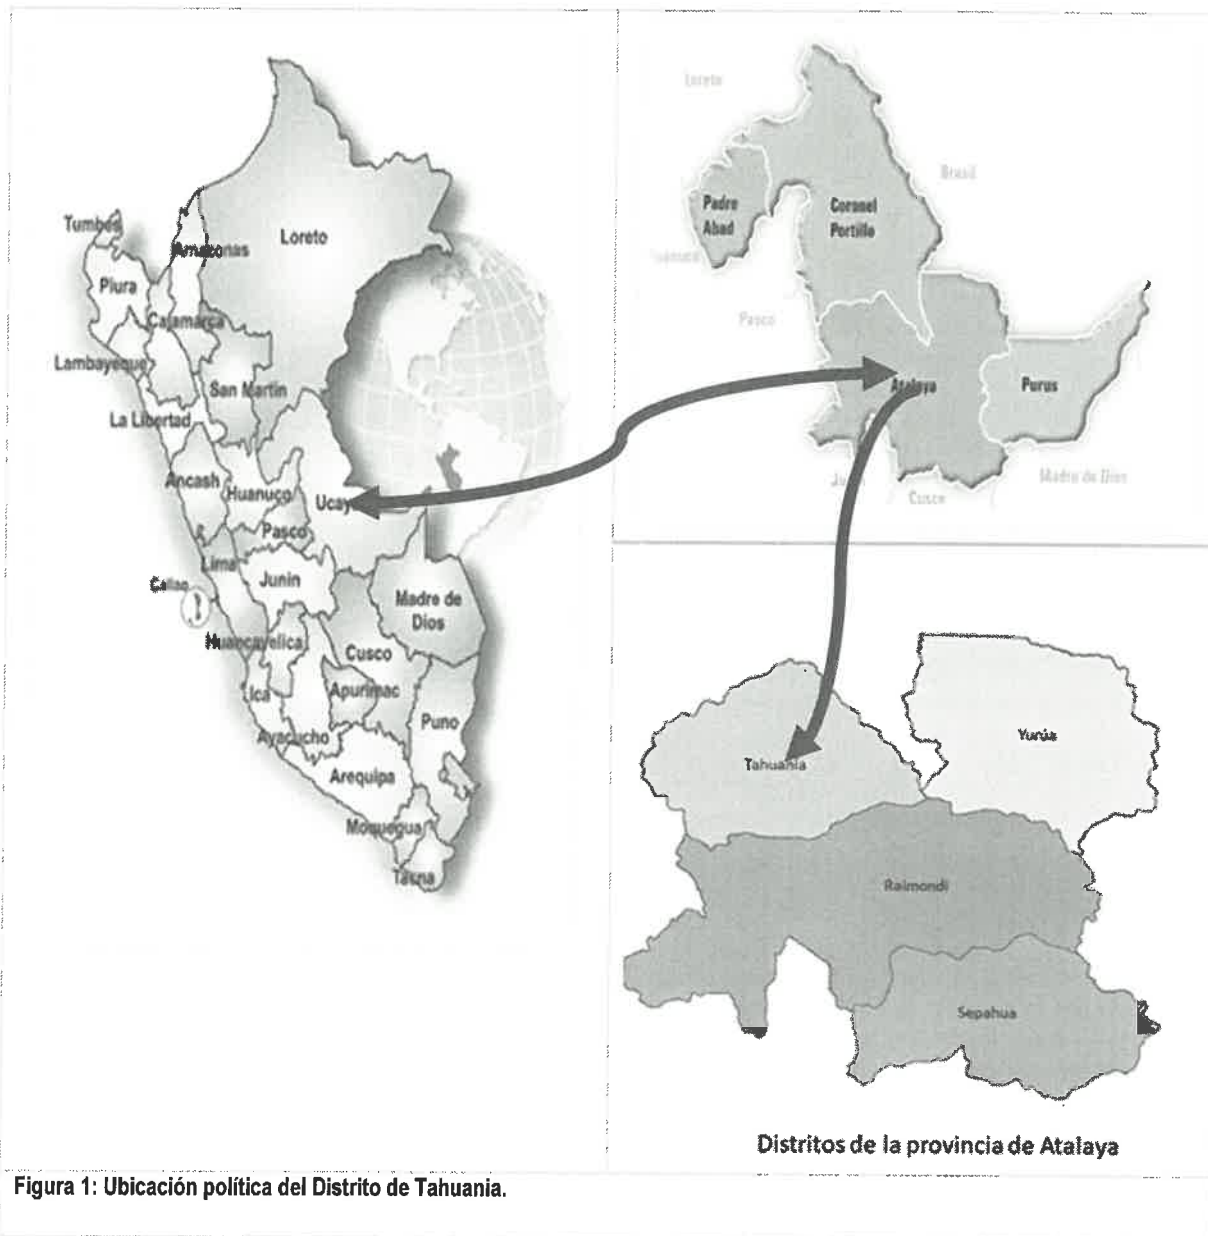 Tumbes
Amazonas
Loreto
Piura
Cajamarca
Lambayeque
San Martin
La Libertad
Ancash
Huanuco
Ucay
Pasco
Lima
Callao
Junin
Madre de
Dios
Huancavelica
Cusco
Ica
Apurimac
Puno
Ayacucho
Arequipa
Moquegua
Tacna
Loreto
Brasil
Padre
Abad
Coronel
Portillo
Pasco
Atalaya
Purus
Cusco
Madre de Dios
Yurúa
Tahuania
Raimondi
Sepahua
Distritos de la provincia de Atalaya
Figura 1: Ubicación política del Distrito de Tahuania.